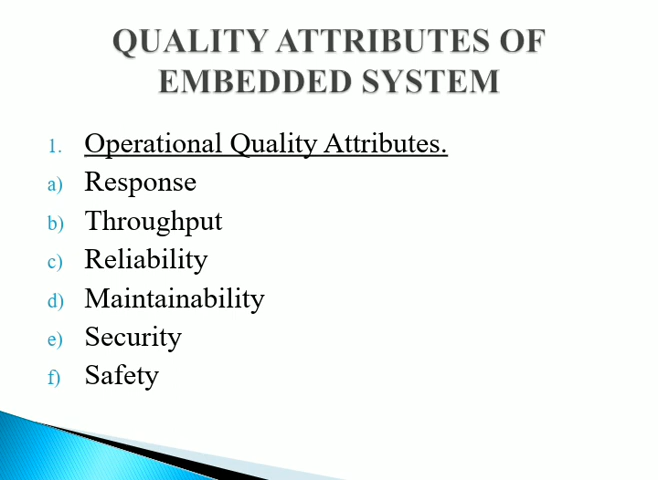 QUALITY ATTRIBUTES OF
EMBEDDED SYSTEM
1. Operational Quality Attributes.
a) Response
b) Throughput
c) Reliability
d) Maintainability
e) Security
f) Safety